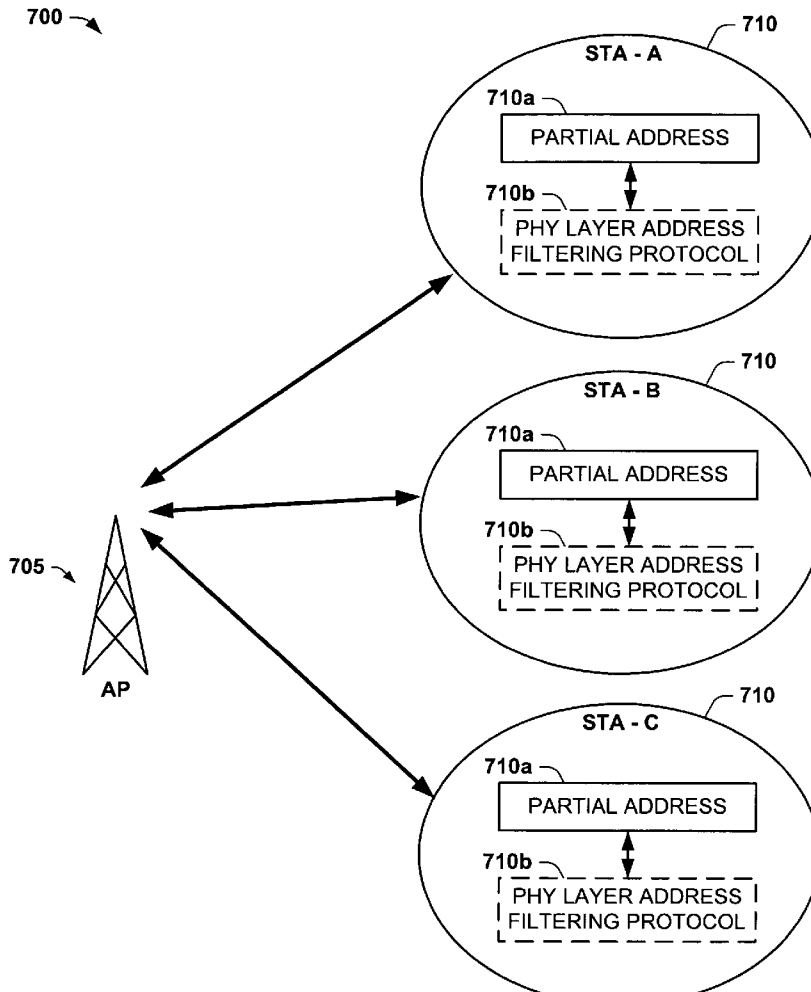 700
710
STA - A
710a
PARTIAL ADDRESS
710b
PHY LAYER ADDRESS
FILTERING PROTOCOL
710
STA - B
710a
PARTIAL ADDRESS
710b
PHY LAYER ADDRESS
FILTERING PROTOCOL
705
AP
710
STA - C
710a
PARTIAL ADDRESS
710b
PHY LAYER ADDRESS
FILTERING PROTOCOL